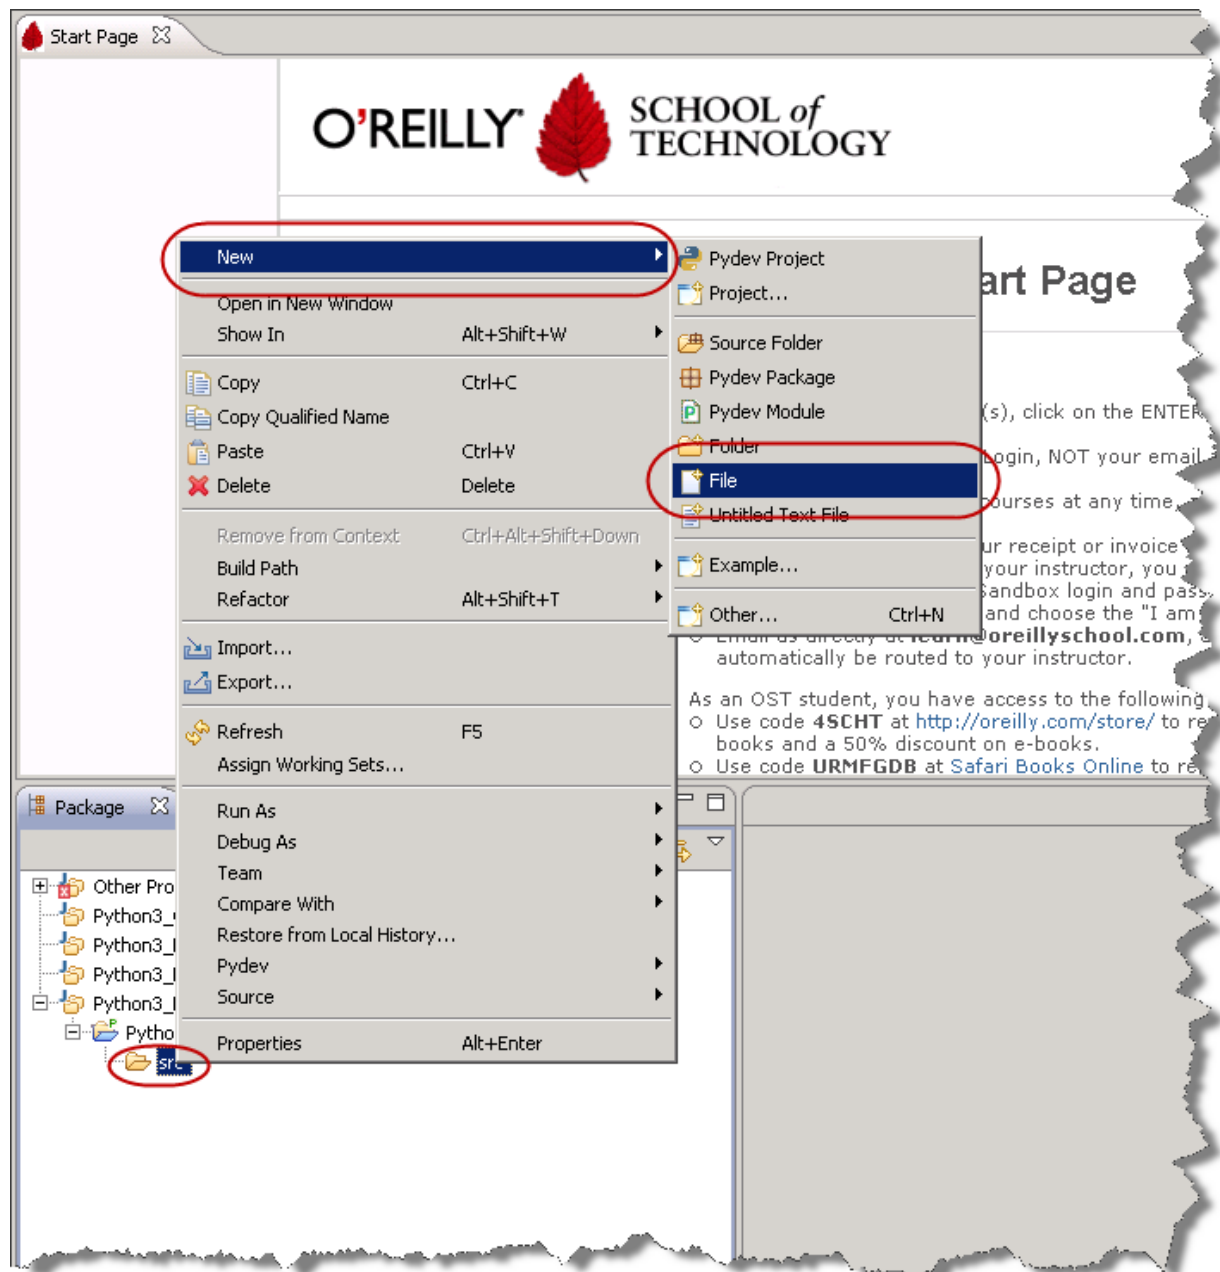 Start Page
O'REILLY® SCHOOL of
TECHNOLOGY
art Page
New
Open in New Window
Show In Alt+Shift+W
Copy Ctrl+C
Copy Qualified Name
Paste Ctrl+V
Delete Delete
Remove from Context Ctrl+Alt+Shift+Down
Build Path
Refactor Alt+Shift+T
Import...
Export...
Refresh F5
Assign Working Sets...
Run As
Debug As
Team
Compare With
Restore from Local History...
Pydev
Source
Properties Alt+Enter
Pydev Project
Project...
Source Folder
Pydev Package
Pydev Module
Folder
File
Untitled Text File
Example...
Other... Ctrl+N
(s), click on the ENTER
Login, NOT your email
courses at any time,
ur receipt or invoice
your instructor, you
Sandbox login and pass
and choose the "I am
Email us directly at learn@oreillyschool.com,
automatically be routed to your instructor.
As an OST student, you have access to the following
Use code 4SCHT at http://oreilly.com/store/ to re
books and a 50% discount on e-books.
Use code URMFGDB at Safari Books Online to re
Package
Other Pro
Python3_
Python3_
Python3_
Python3_
Pytho
src